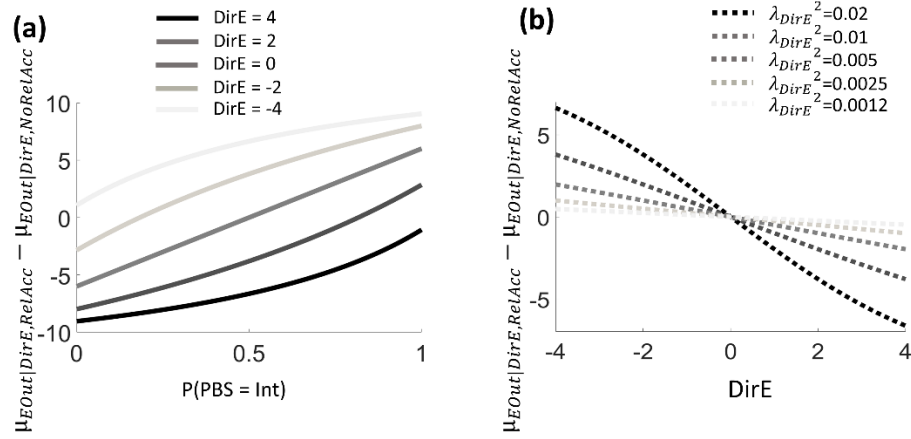 (a)
DirE = 4
DirE = 2
DirE = 0
DirE = -2
DirE = -4
μEOut|DirE,RelAcc − μEOut|DirE,NoRelAcc
10
5
0
-5
-10
0
0.5
1
P(PBS = Int)
(b)
λDirE²=0.02
λDirE²=0.01
λDirE²=0.005
λDirE²=0.0025
λDirE²=0.0012
μEOut|DirE,RelAcc − μEOut|DirE,NoRelAcc
5
0
-5
-4
-2
0
2
4
DirE